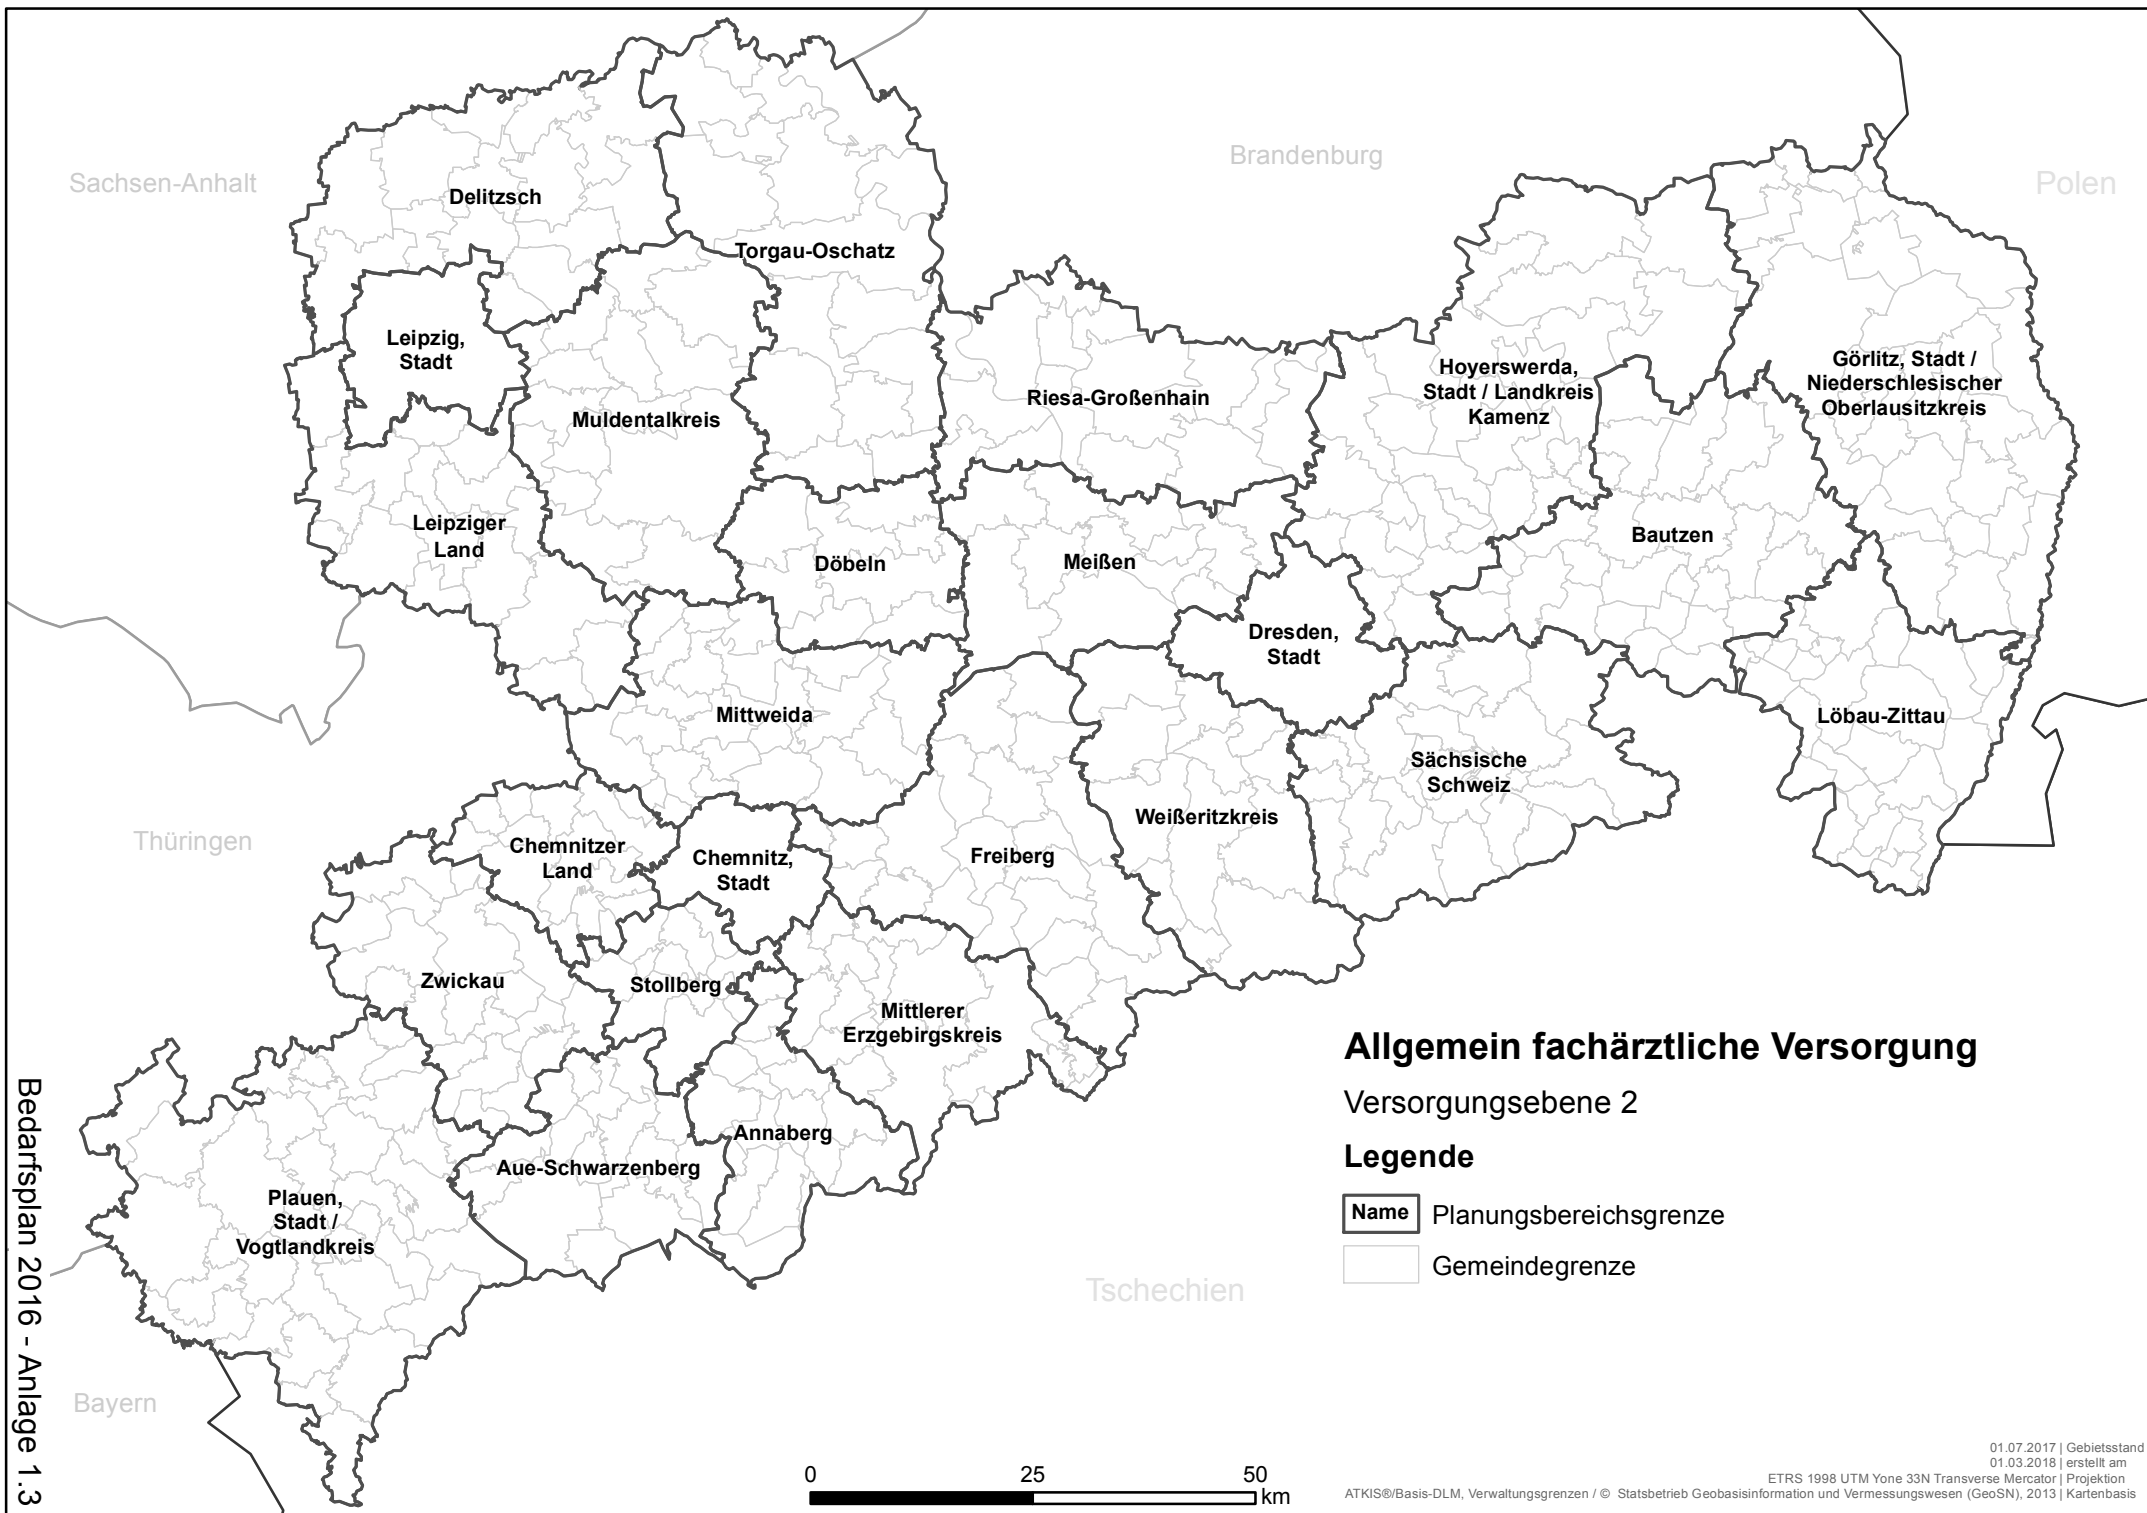 Sachsen-Anhalt
Brandenburg
Polen
Delitzsch
Torgau-Oschatz
Leipzig,
Stadt
Muldentalkreis
Riesa-Großenhain
Hoyerswerda,
Stadt / Landkreis
Kamenz
Görlitz, Stadt /
Niederschlesischer
Oberlausitzkreis
Leipziger
Land
Döbeln
Meißen
Bautzen
Dresden,
Stadt
Mittweida
Löbau-Zittau
Sächsische
Schweiz
Weißeritzkreis
Thüringen
Chemnitzer
Land
Chemnitz,
Stadt
Freiberg
Zwickau
Stollberg
Mittlerer
Erzgebirgskreis
Annaberg
Aue-Schwarzenberg
Plauen,
Stadt /
Vogtlandkreis
Tschechien
Bayern
Allgemein fachärztliche Versorgung
Versorgungsebene 2
Legende
Name Planungsbereichsgrenze
Gemeindegrenze
Bedarfsplan 2016 - Anlage 1.3
0 25 50
km
01.07.2017 | Gebietsstand
01.03.2018 | erstellt am
ETRS 1998 UTM Yone 33N Transverse Mercator | Projektion
ATKIS®/Basis-DLM, Verwaltungsgrenzen / © Statsbetrieb Geobasisinformation und Vermessungswesen (GeoSN), 2013 | Kartenbasis